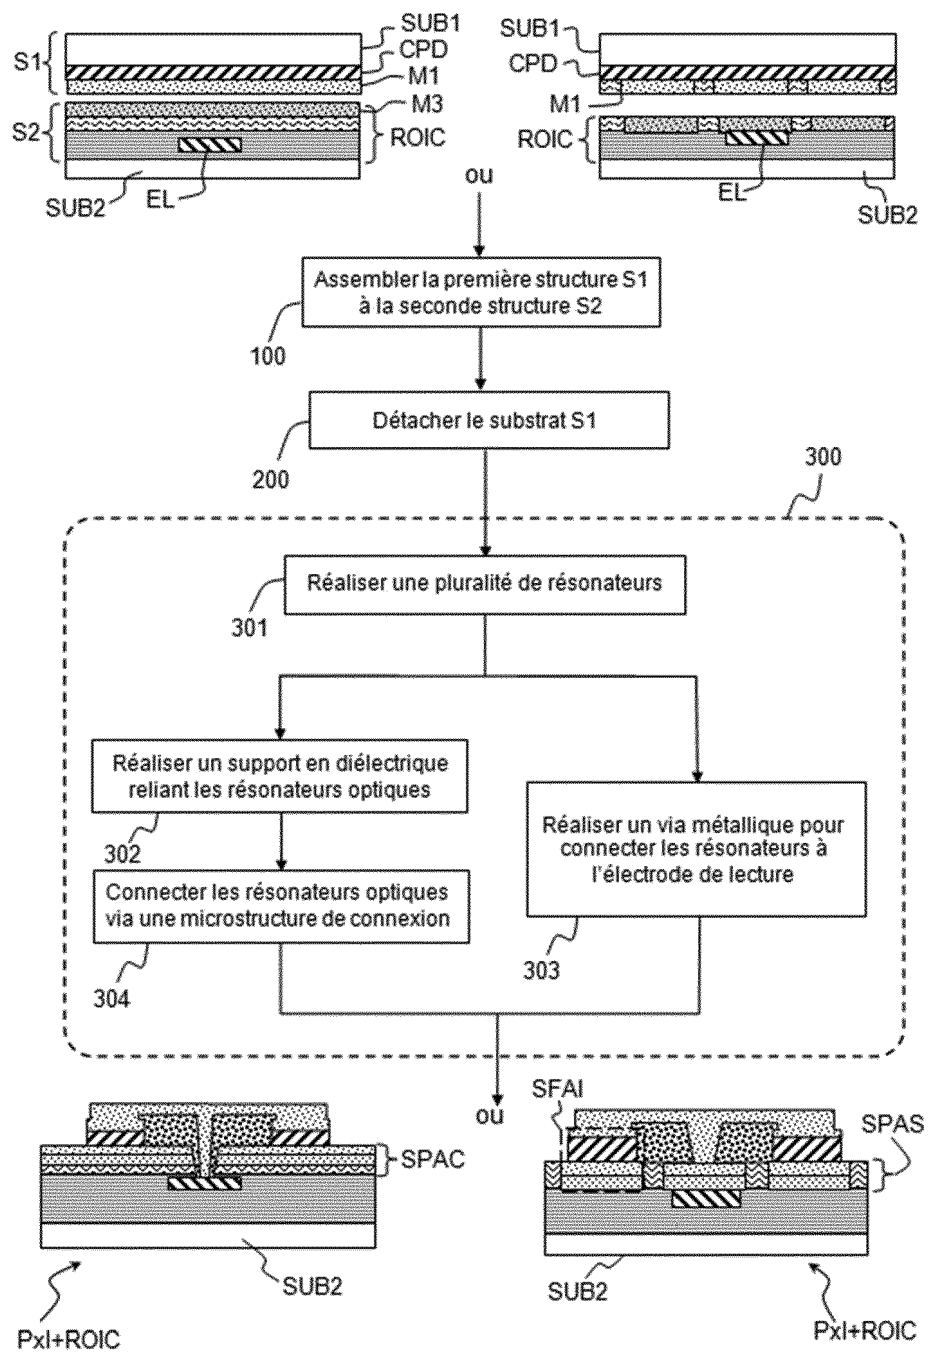 SUB1
CPD
M1
S1
M3
S2
ROIC
EL
SUB2
SUB1
CPD
M1
ROIC
EL
SUB2
ou
Assembler la première structure S1
à la seconde structure S2
100
Détacher le substrat S1
200
300
Réaliser une pluralité de résonateurs
301
Réaliser un support en diélectrique
reliant les résonateurs optiques
302
Connecter les résonateurs optiques
via une microstructure de connexion
304
Réaliser un via métallique pour
connecter les résonateurs à
l'électrode de lecture
303
ou
SPAC
SUB2
PxI+ROIC
SFAI
SPAS
SUB2
PxI+ROIC